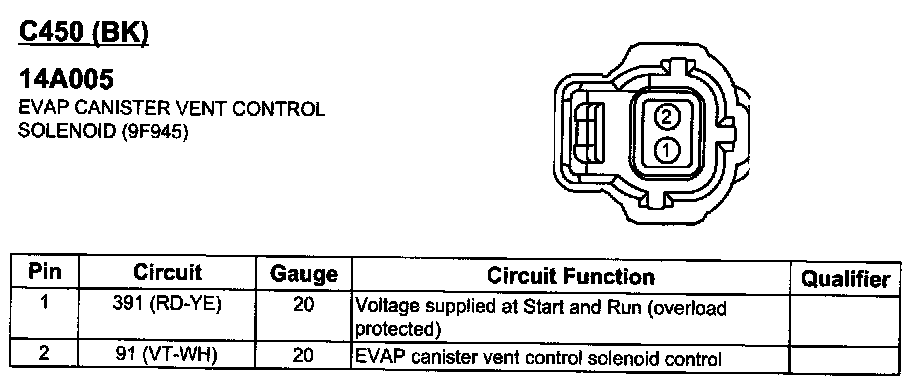 C450 (BK)
14A005
EVAP CANISTER VENT CONTROL
SOLENOID (9F945)
2
1
Pin Circuit Gauge Circuit Function Qualifier
1 391 (RD-YE) 20 Voltage supplied at Start and Run (overload
protected)
2 91 (VT-WH) 20 EVAP canister vent control solenoid control